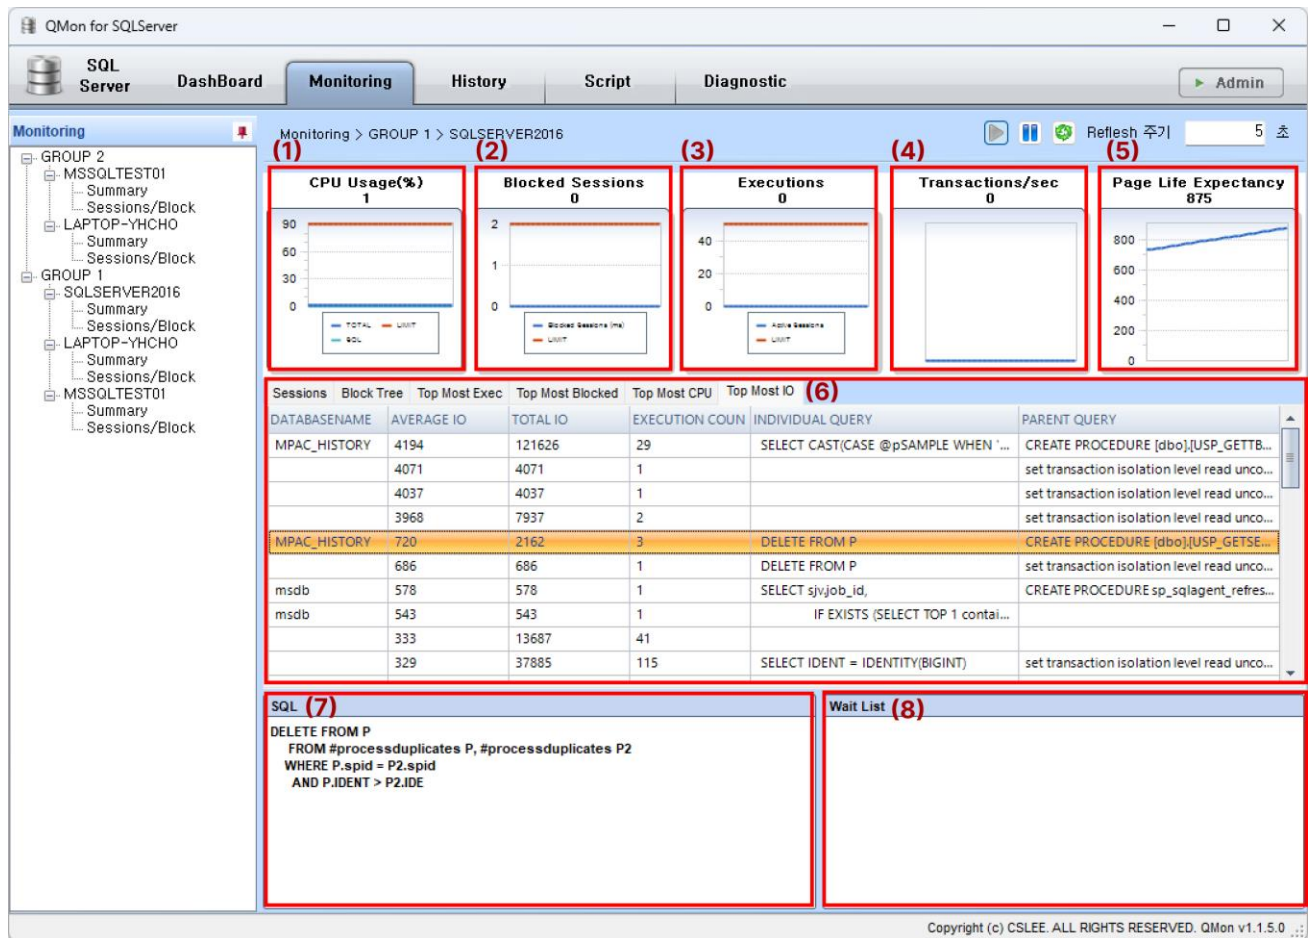 QMon for SQLServer
SQL Server
DashBoard
Monitoring
History
Script
Diagnostic
Admin
Monitoring
GROUP 2
MSSQLTEST01
Summary
Sessions/Block
LAPTOP-YHCHO
Summary
Sessions/Block
GROUP 1
SQLSERVER2016
Summary
Sessions/Block
LAPTOP-YHCHO
Summary
Sessions/Block
MSSQLTEST01
Summary
Sessions/Block
Monitoring > GROUP 1 > SQLSERVER2016
Reflesh 주기 5 초
(1)
CPU Usage(%)
1
90
60
30
0
TOTAL LIMIT
SQL
(2)
Blocked Sessions
0
2
1
0
Blocked Sessions (ms)
LIMIT
(3)
Executions
0
40
20
0
Active Sessions
LIMIT
(4)
Transactions/sec
0
(5)
Page Life Expectancy
875
800
600
400
200
0
Sessions Block Tree Top Most Exec Top Most Blocked Top Most CPU Top Most IO (6)
DATABASENAME AVERAGE IO TOTAL IO EXECUTION COUN INDIVIDUAL QUERY PARENT QUERY
MPAC_HISTORY 4194 121626 29 SELECT CAST(CASE @pSAMPLE WHEN '... CREATE PROCEDURE [dbo].[USP_GETTB...
4071 4071 1 set transaction isolation level read unco...
4037 4037 1 set transaction isolation level read unco...
3968 7937 2 set transaction isolation level read unco...
MPAC_HISTORY 720 2162 3 DELETE FROM P CREATE PROCEDURE [dbo].[USP_GETSE...
686 686 1 DELETE FROM P set transaction isolation level read unco...
msdb 578 578 1 SELECT sjv.job_id, CREATE PROCEDURE sp_sqlagent_refres...
msdb 543 543 1 IF EXISTS (SELECT TOP 1 contai...
333 13687 41
329 37885 115 SELECT IDENT = IDENTITY(BIGINT) set transaction isolation level read unco...
SQL (7)
DELETE FROM P
FROM #processduplicates P, #processduplicates P2
WHERE P.spid = P2.spid
AND P.IDENT > P2.IDE
Wait List (8)
Copyright (c) CSLEE. ALL RIGHTS RESERVED. QMon v1.1.5.0